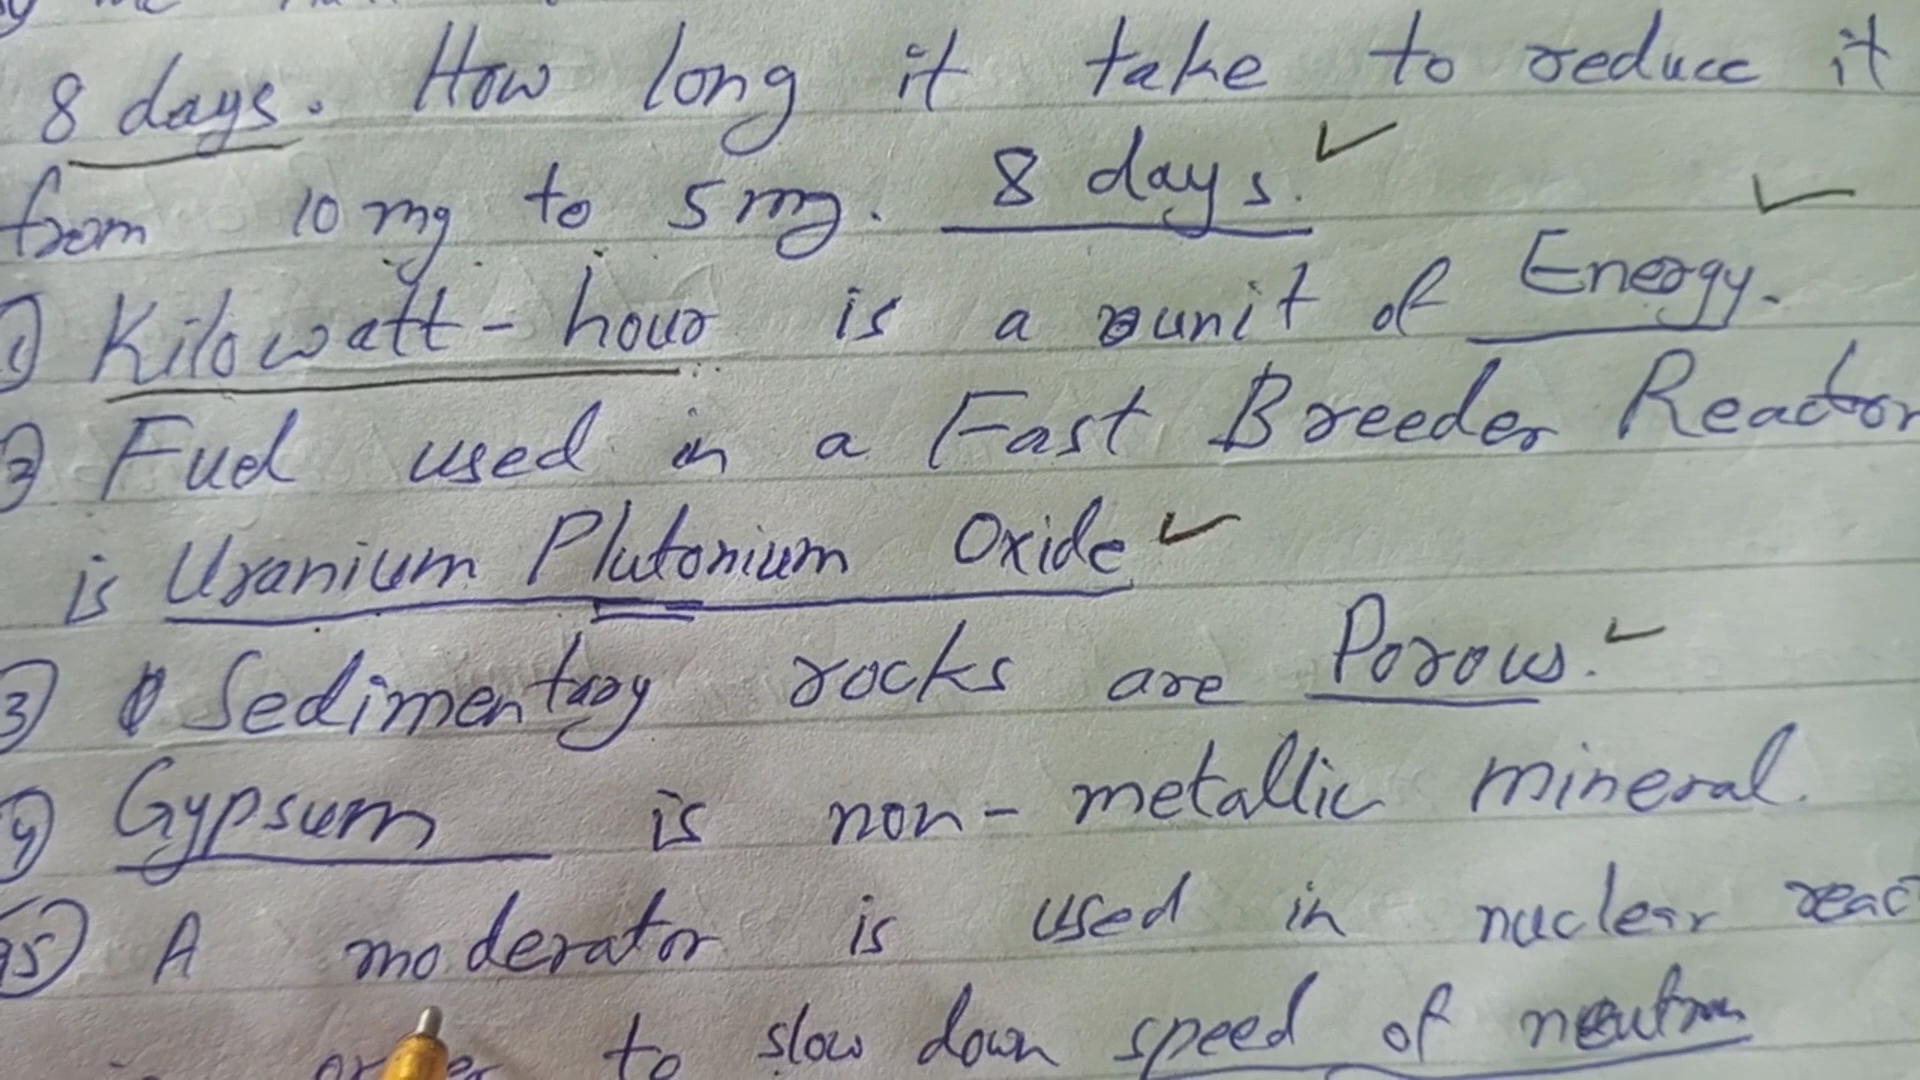 8 days. How long it take to reduce it
from 10 mg to 5 mg. 8 days.
1 Kilowatt-hour is a unit of Energy.
2 Fuel used in a Fast Breeder Reactor
is Uranium Plutonium Oxide
3 Sedimentary rocks are Porous.
4 Gypsum is non-metallic mineral.
95 A moderator is used in nuclear react
to slow down speed of neutron